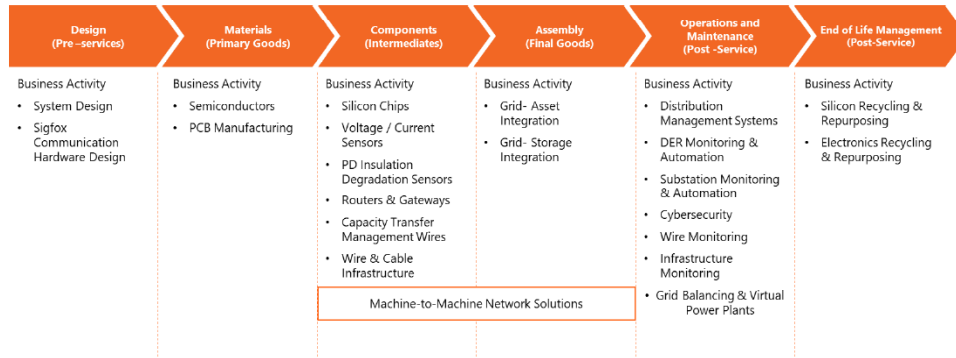 Design
(Pre –services)
Materials
(Primary Goods)
Components
(Intermediates)
Assembly
(Final Goods)
Operations and
Maintenance
(Post -Service)
End of Life Management
(Post-Service)
Business Activity
• System Design
• Sigfox
Communication
Hardware Design
Business Activity
• Semiconductors
• PCB Manufacturing
Business Activity
• Silicon Chips
• Voltage / Current
Sensors
• PD Insulation
Degradation Sensors
• Routers & Gateways
• Capacity Transfer
Management Wires
• Wire & Cable
Infrastructure
Business Activity
• Grid- Asset
Integration
• Grid- Storage
Integration
Machine-to-Machine Network Solutions
Business Activity
• Distribution
Management Systems
• DER Monitoring &
Automation
• Substation Monitoring
& Automation
• Cybersecurity
• Wire Monitoring
• Infrastructure
Monitoring
• Grid Balancing & Virtual
Power Plants
Business Activity
• Silicon Recycling &
Repurposing
• Electronics Recycling
& Repurposing